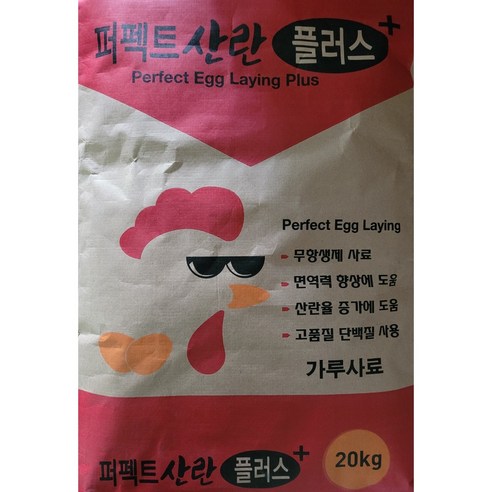 퍼펙트 산란 플러스+
Perfect Egg Laying Plus
Perfect Egg Laying
무항생제 사료
면역력 향상에 도움
산란율 증가에 도움
고품질 단백질 사용
가루사료
퍼펙트 산란 플러스+
20kg